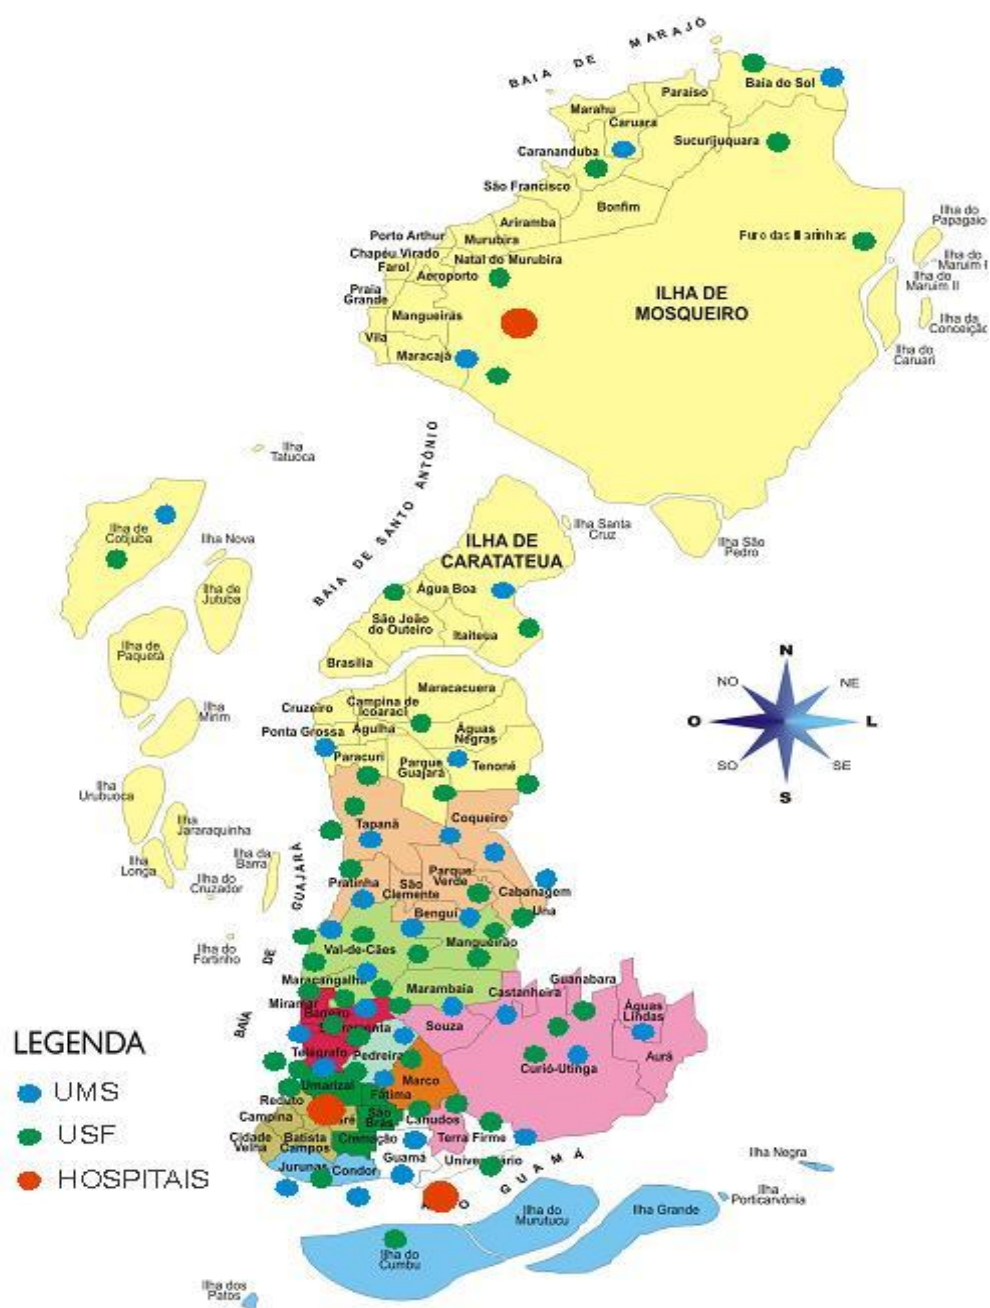 BAIA DE MARAJÓ
Baia do Sol
Paraíso
Marahu
Caruara
Sucurijuquara
Carananduba
São Francisco
Bonfim
Ariramba
Ilha do
Papagaio
Porto Arthur
Murubira
Furo das Marinhas
Chapéu Virado
Natal do Murubira
Ilha do
Maruim I
Farol
Aeroporto
Ilha do
Maruim II
Praia
Grande
ILHA DE
MOSQUEIRO
Mangueiras
Ilha da
Conceição
Vila
Maracajá
Ilha do
Caruari
BAIA DE SANTO ANTÔNIO
Ilha
Tatuoca
Ilha de
Cotijuba
Ilha Nova
Ilha Santa
Cruz
Ilha São
Pedro
ILHA DE
CARATATEUA
Ilha de
Jutuba
Água Boa
São João
do Outeiro
Itaiteua
Ilha de
Paquetá
Brasília
N
NO
NE
O
L
SO
SE
S
Maracacuera
Cruzeiro
Campina de
Icoaraci
Ilha
Mirim
Ponta Grossa
Agulha
Águas
Negras
Paracuri
Parque
Guajará
Tenoné
Ilha
Urubuoca
Tapanã
Coqueiro
Ilha
Jararaquinha
Ilha
Longa
Ilha da
Barra
Ilha do
Cruzador
Pratinha
São
Clemente
Parque
Verde
Cabanagem
Una
Benguí
BAÍA DE GUAJARÁ
Ilha do
Fortinho
Val-de-Cães
Mangueirão
Maracangalha
Marambaia
Castanheira
Guanabara
Miramar
Águas
Lindas
Souza
Telégrafo
Pedreira
Aurá
Curió-Utinga
Marco
Umarizal
Fátima
Reduto
Campina
São
Brás
Canudos
Cidade
Velha
Batista
Campos
Cremação
Terra Firme
Guamá
Jurunas
Condor
GUAMÁ
Ilha Negra
Ilha
Porticarvônia
Ilha do
Murutucu
Ilha Grande
Ilha do
Cumbu
Ilha dos
Patos
LEGENDA
UMS
USF
HOSPITAIS